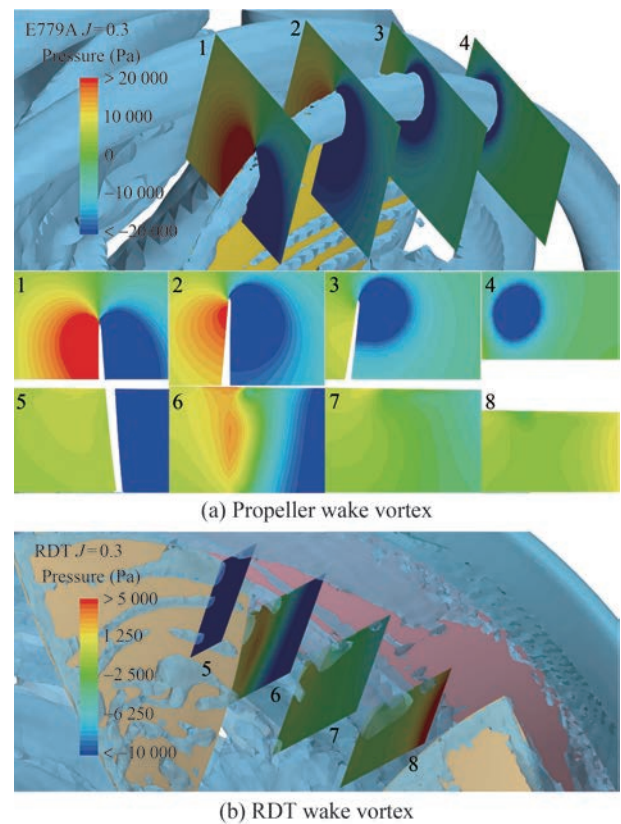 E779A J=0.3
Pressure (Pa)
> 20 000
10 000
0
−10 000
< −20 000
1
2
3
4
1
2
3
4
5
6
7
8
(a) Propeller wake vortex
RDT J=0.3
Pressure (Pa)
> 5 000
1 250
−2 500
−6 250
< −10 000
5
6
7
8
(b) RDT wake vortex